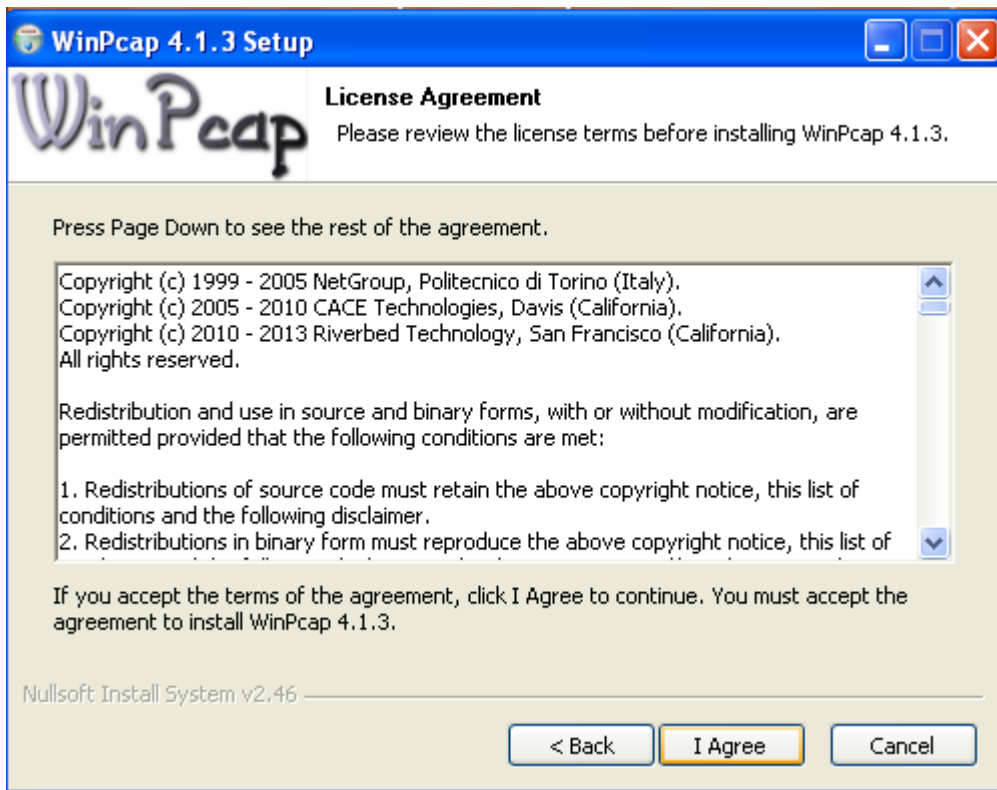 WinPcap 4.1.3 Setup
WinPcap
License Agreement
Please review the license terms before installing WinPcap 4.1.3.
Press Page Down to see the rest of the agreement.
Copyright (c) 1999 - 2005 NetGroup, Politecnico di Torino (Italy).
Copyright (c) 2005 - 2010 CACE Technologies, Davis (California).
Copyright (c) 2010 - 2013 Riverbed Technology, San Francisco (California).
All rights reserved.
Redistribution and use in source and binary forms, with or without modification, are
permitted provided that the following conditions are met:
1. Redistributions of source code must retain the above copyright notice, this list of
conditions and the following disclaimer.
2. Redistributions in binary form must reproduce the above copyright notice, this list of
If you accept the terms of the agreement, click I Agree to continue. You must accept the
agreement to install WinPcap 4.1.3.
Nullsoft Install System v2.46
< Back
I Agree
Cancel